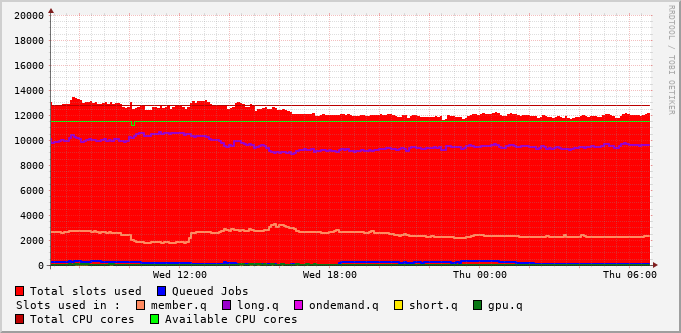 RRDTOOL / TOBI OETIKER
20000
18000
16000
14000
12000
10000
8000
6000
4000
2000
0
Wed 12:00 Wed 18:00 Thu 00:00 Thu 06:00
Total slots used Queued Jobs
Slots used in : member.q long.q ondemand.q short.q gpu.q
Total CPU cores Available CPU cores